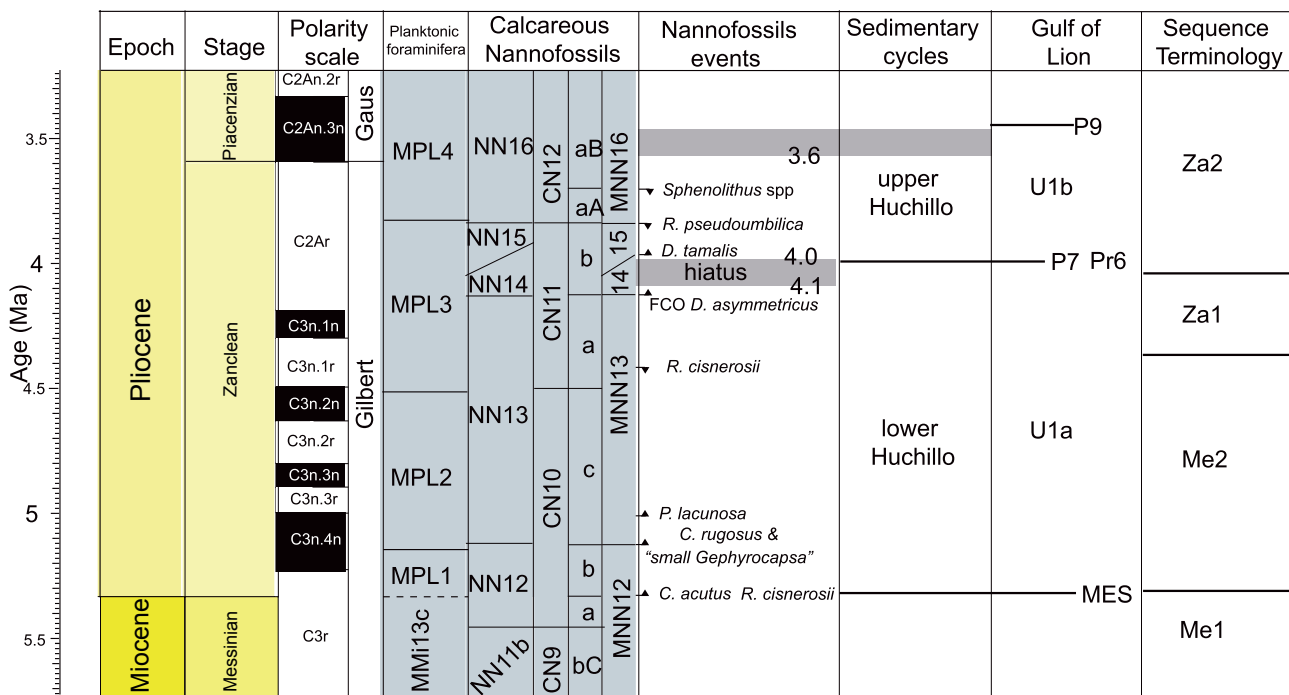 Epoch
Stage
Polarity
scale
Planktonic
foraminifera
Calcareous
Nannofossils
Nannofossils
events
Sedimentary
cycles
Gulf of
Lion
Sequence
Terminology
Age (Ma)
3.5
4
4.5
5
5.5
Pliocene
Miocene
Piacenzian
Zanclean
Messinian
C2An.2r
C2An.3n
C2Ar
C3n.1n
C3n.1r
C3n.2n
C3n.2r
C3n.3n
C3n.3r
C3n.4n
C3r
Gaus
Gilbert
MPL4
MPL3
MPL2
MPL1
MMi13c
NN16
NN15
NN14
NN13
NN12
NN11b
CN12
CN11
CN10
CN9
aB
aA
b
a
c
b
a
bC
MNN16
15
14
MNN13
MNN12
3.6
Sphenolithus spp
R. pseudoumbilica
D. tamalis
4.0
hiatus
4.1
FCO D. asymmetricus
R. cisnerosii
P. lacunosa
C. rugosus &
“small Gephyrocapsa”
C. acutus R. cisnerosii
upper
Huchillo
lower
Huchillo
P9
U1b
P7 Pr6
U1a
MES
Za2
Za1
Me2
Me1